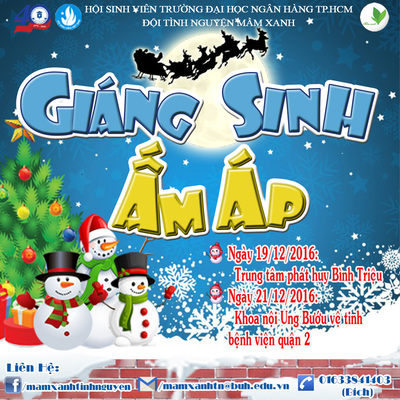 HỘI SINH VIÊN TRƯỜNG ĐẠI HỌC NGÂN HÀNG TP.HCM
ĐỘI TÌNH NGUYỆN MẦM XANH
GIÁNG SINH
ẤM ÁP
Ngày 19/12/2016:
Trung tâm phát huy Bình Triệu
Ngày 21/12/2016:
Khoa nội Ung Bướu vệ tinh
bệnh viện quận 2
Liên Hệ:
mamxanhtinhnguyen
mamxanhtn@buh.edu.vn
01633841403
(Bích)